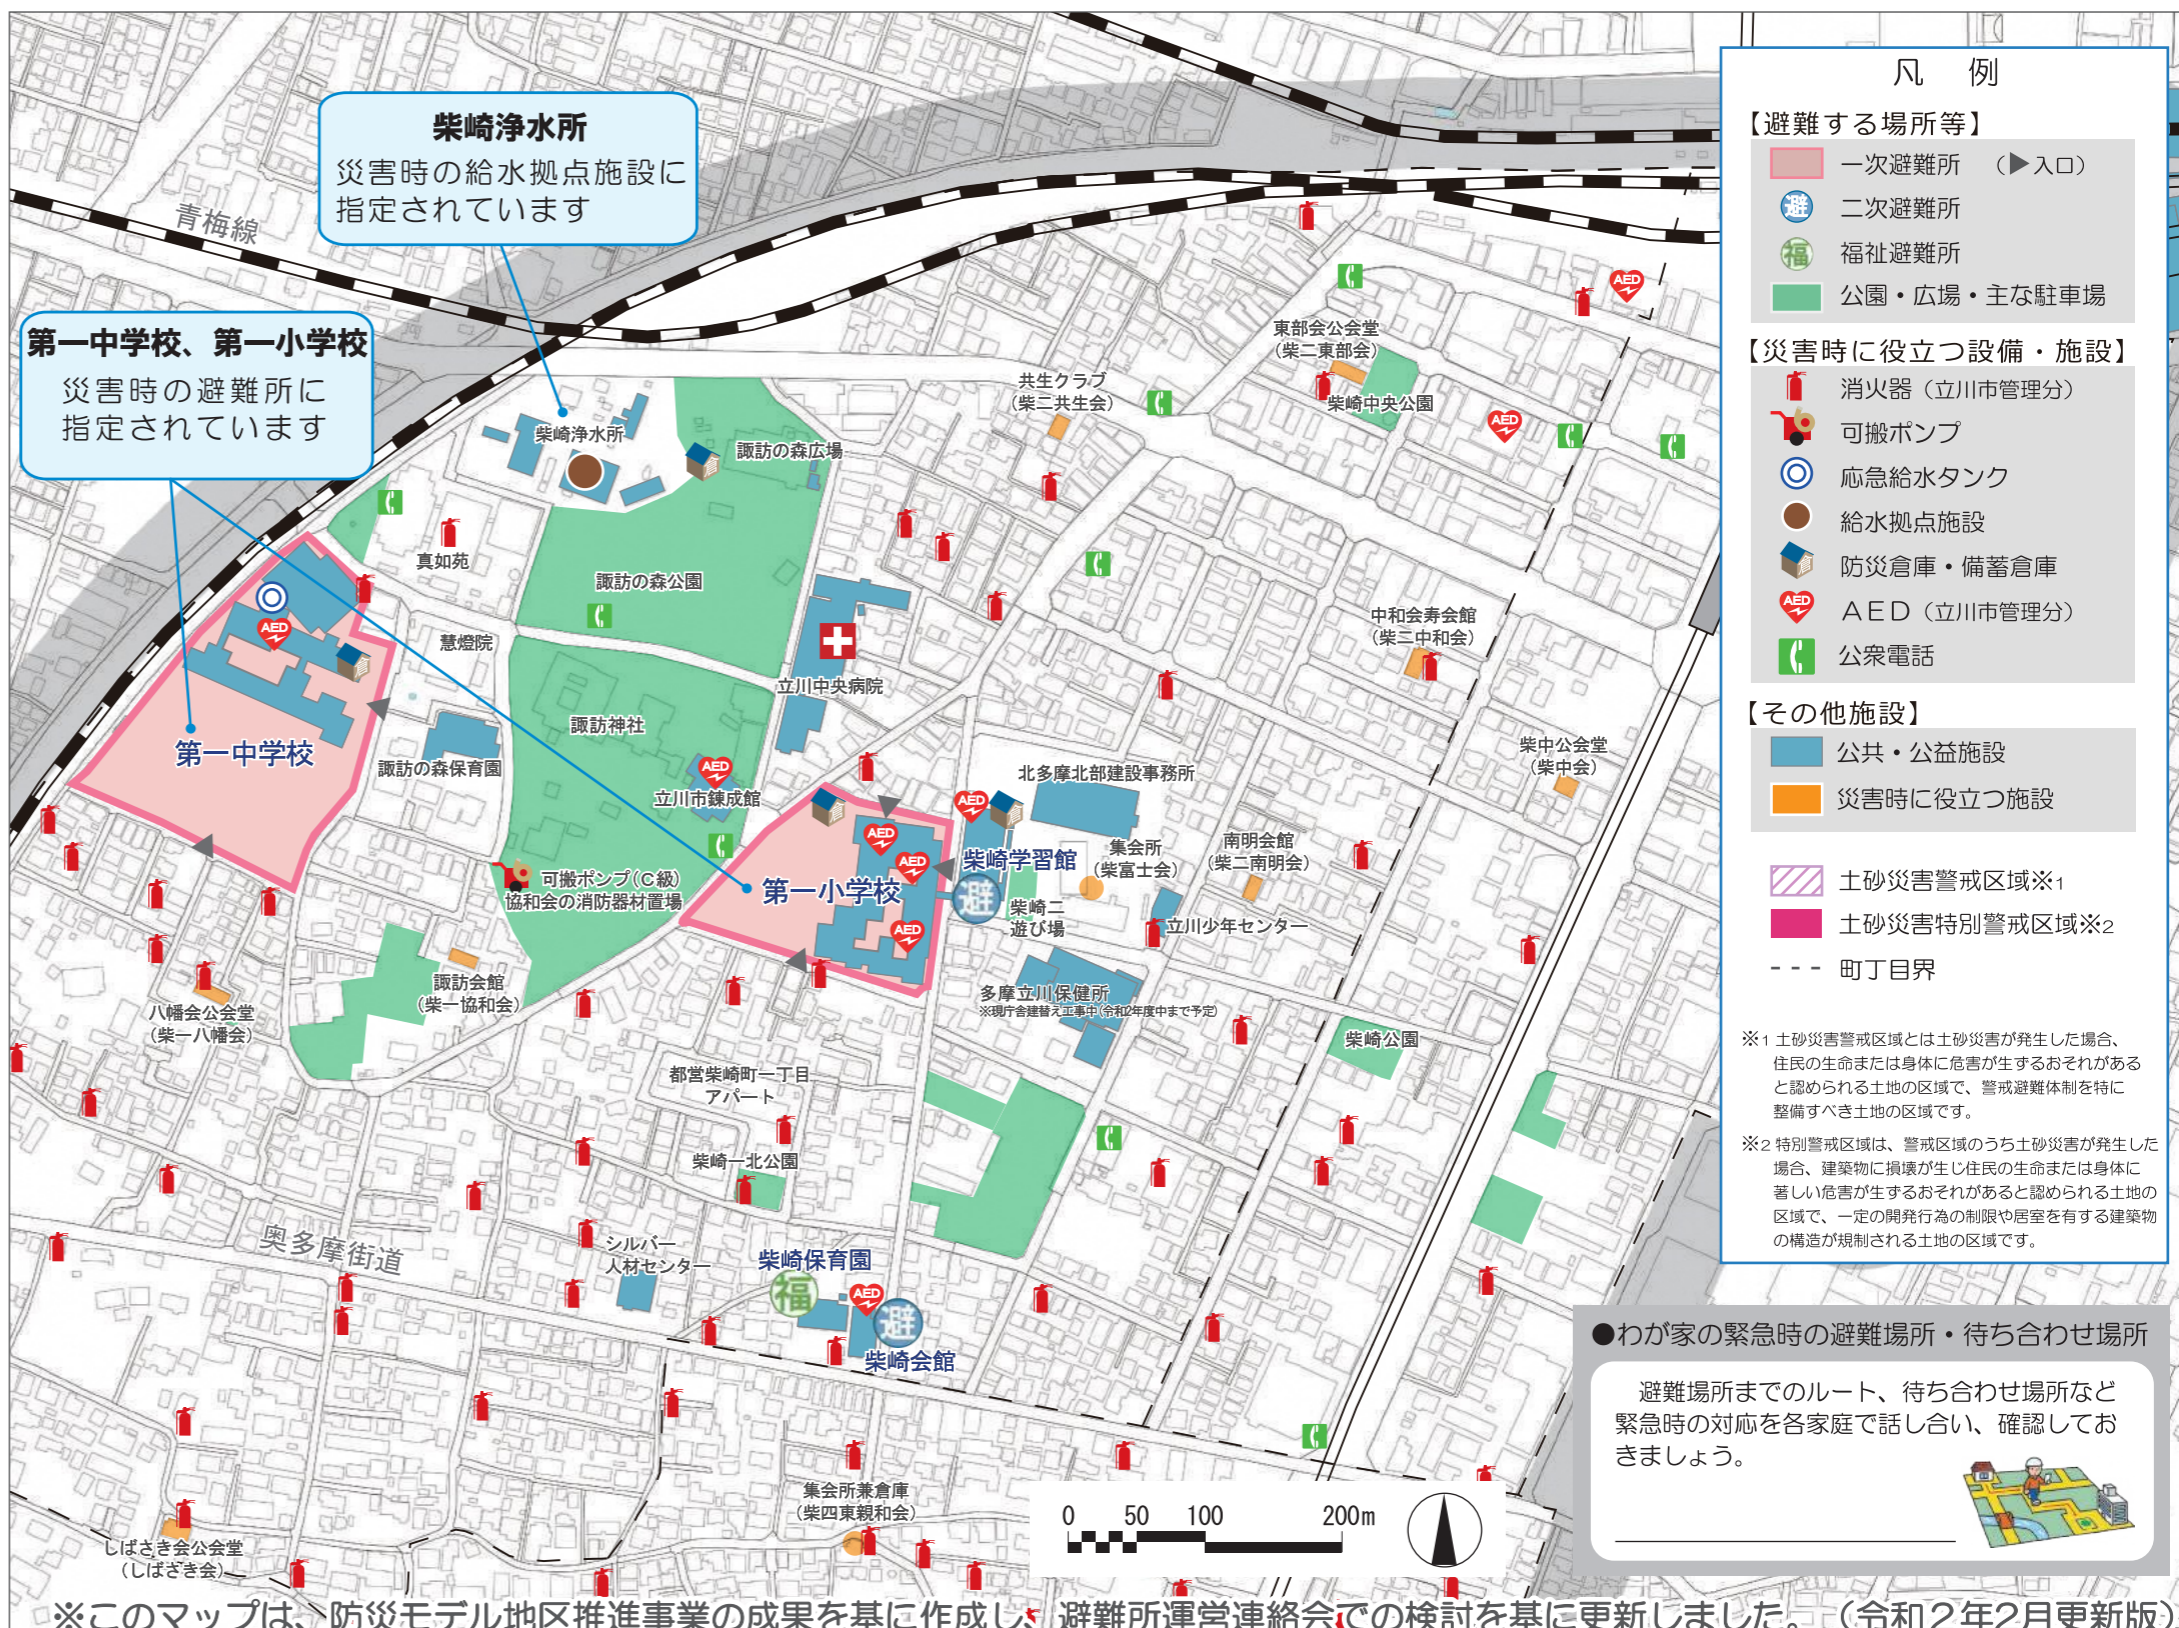 柴崎浄水所
災害時の給水拠点施設に
指定されています
青梅線
第一中学校、第一小学校
災害時の避難所に
指定されています
東部会公会堂
(柴二東部会)
柴崎中央公園
共生クラブ
(柴二共生会)
柴崎浄水所
諏訪の森広場
真如苑
諏訪の森公園
慧燈院
中和会寿会館
(柴二中和会)
立川中央病院
諏訪神社
第一中学校
諏訪の森保育園
立川市錬成館
柴中公会堂
(柴中会)
北多摩北部建設事務所
南明会館
(柴二南明会)
集会所
(柴富士会)
柴崎学習館
避
第一小学校
可搬ポンプ(C級)
協和会の消防器材置場
柴崎二
遊び場
立川少年センター
諏訪会館
(柴一協和会)
八幡会公会堂
(柴一八幡会)
多摩立川保健所
※現庁舎建替え工事中(令和2年度中まで予定)
柴崎公園
都営柴崎町一丁目
アパート
柴崎一北公園
奥多摩街道
シルバー
人材センター
柴崎保育園
福
避
柴崎会館
集会所兼倉庫
(柴四東親和会)
しばさき会公会堂
(しばさき会)
AED
AED
AED
AED
AED
AED
AED
AED
AED
0 50 100 200m
凡 例
【避難する場所等】
一次避難所 (▶入口)
避 二次避難所
福 福祉避難所
公園・広場・主な駐車場
【災害時に役立つ設備・施設】
消火器(立川市管理分)
可搬ポンプ
応急給水タンク
給水拠点施設
防災倉庫・備蓄倉庫
AED AED(立川市管理分)
公衆電話
【その他施設】
公共・公益施設
災害時に役立つ施設
土砂災害警戒区域※1
土砂災害特別警戒区域※2
町丁目界
※1 土砂災害警戒区域とは土砂災害が発生した場合、
住民の生命または身体に危害が生ずるおそれがある
と認められる土地の区域で、警戒避難体制を特に
整備すべき土地の区域です。
※2 特別警戒区域は、警戒区域のうち土砂災害が発生した
場合、建築物に損壊が生じ住民の生命または身体に
著しい危害が生ずるおそれがあると認められる土地の
区域で、一定の開発行為の制限や居室を有する建築物
の構造が規制される土地の区域です。
●わが家の緊急時の避難場所・待ち合わせ場所
避難場所までのルート、待ち合わせ場所など
緊急時の対応を各家庭で話し合い、確認してお
きましょう。
※このマップは、防災モデル地区推進事業の成果を基に作成し、避難所運営連絡会での検討を基に更新しました。(令和2年2月更新版)